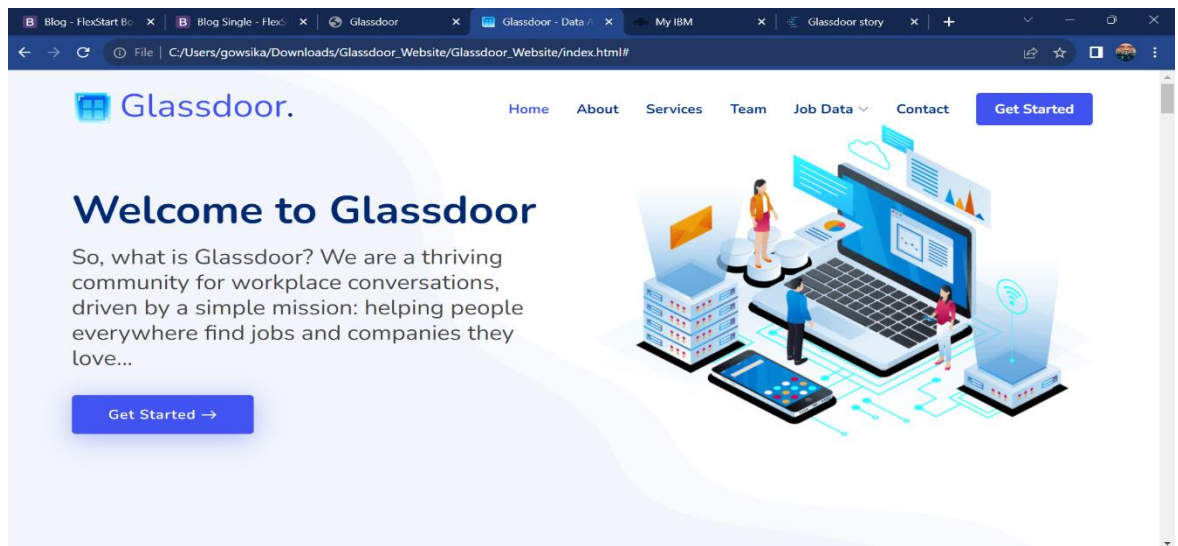 B Blog - FlexStart Bo
B Blog Single - Flex
Glassdoor
Glassdoor - Data
My IBM
Glassdoor story
File | C:/Users/gowsika/Downloads/Glassdoor_Website/Glassdoor_Website/index.html#
Glassdoor.
Home About Services Team Job Data Contact Get Started
Welcome to Glassdoor
So, what is Glassdoor? We are a thriving
community for workplace conversations,
driven by a simple mission: helping people
everywhere find jobs and companies they
love...
Get Started →